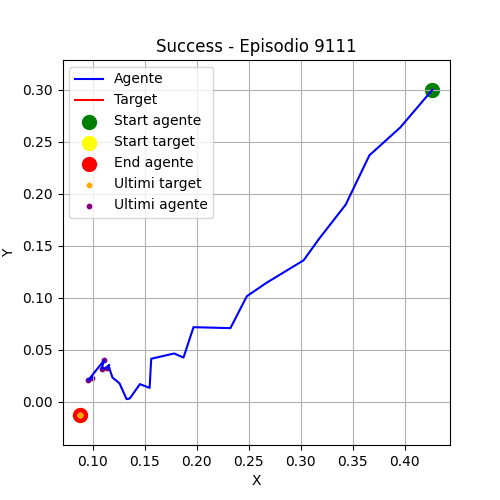 Success - Episodio 9111
Agente
Target
Start agente
Start target
End agente
Ultimi target
Ultimi agente
Y
0.30
0.25
0.20
0.15
0.10
0.05
0.00
0.10 0.15 0.20 0.25 0.30 0.35 0.40
X